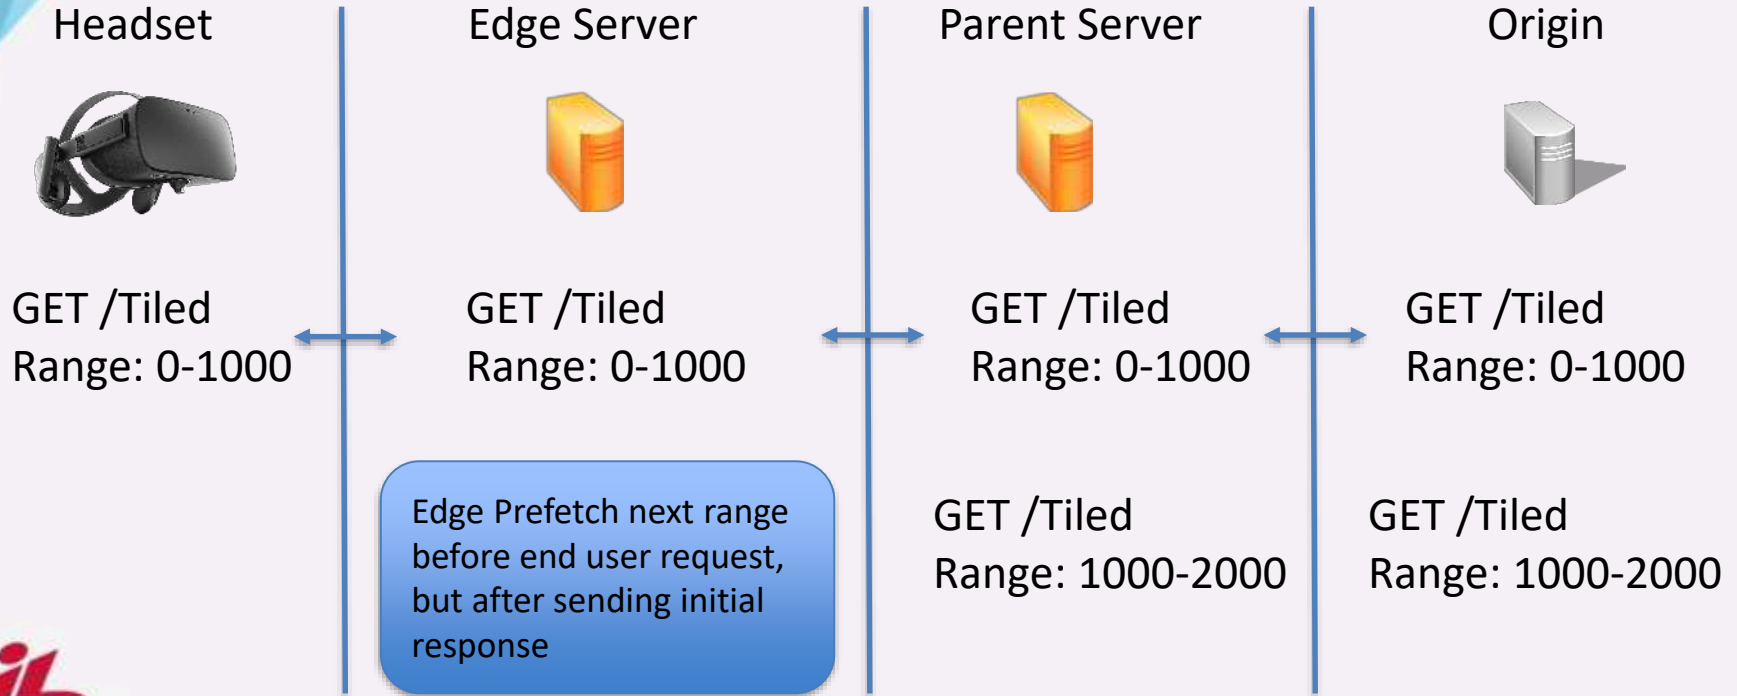 Headset
Edge Server
Parent Server
Origin
GET /Tiled
Range: 0-1000
GET /Tiled
Range: 0-1000
GET /Tiled
Range: 0-1000
GET /Tiled
Range: 0-1000
Edge Prefetch next range
before end user request,
but after sending initial
response
GET /Tiled
Range: 1000-2000
GET /Tiled
Range: 1000-2000